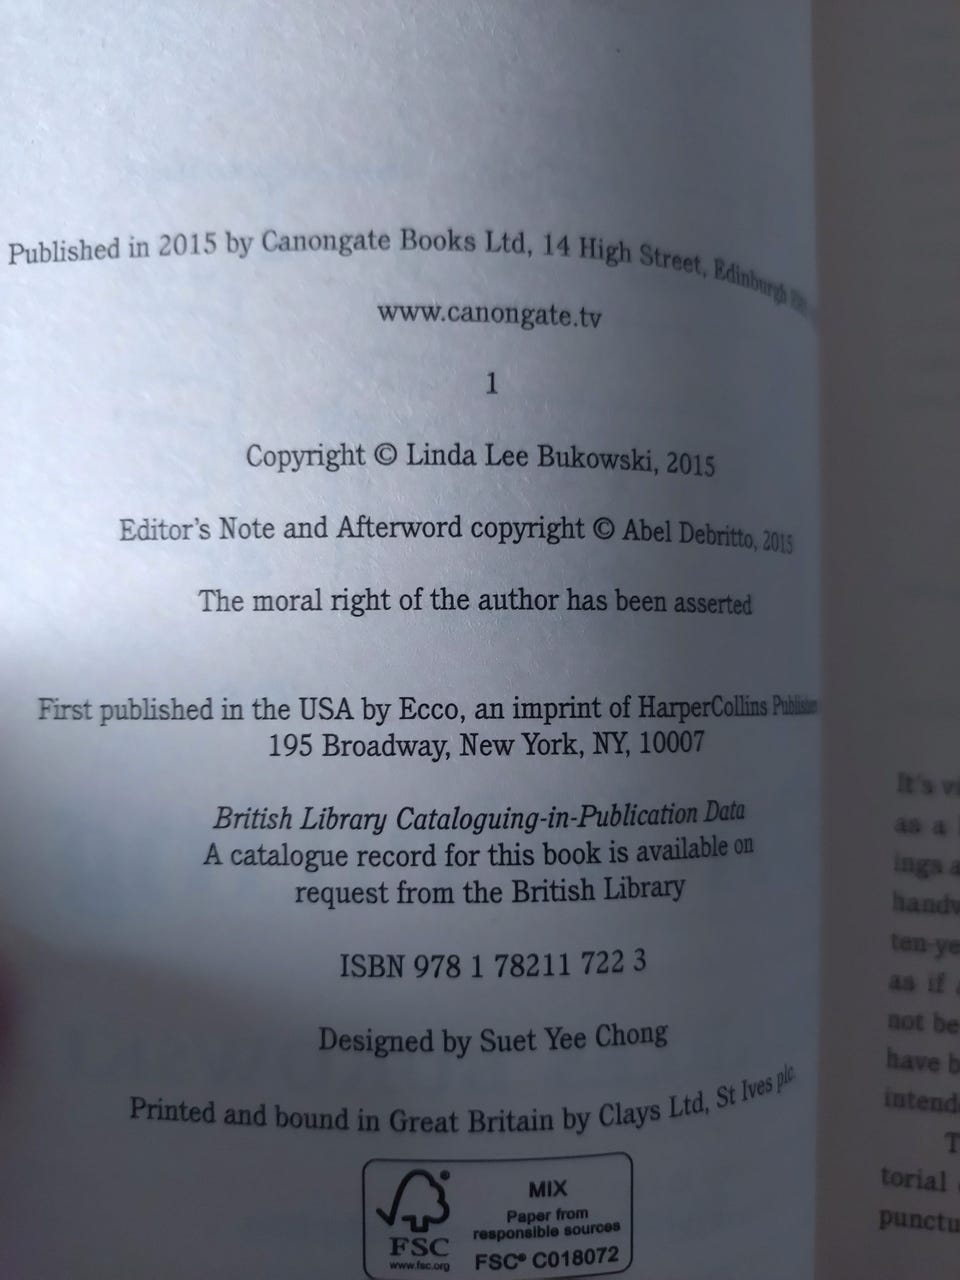 Published in 2015 by Canongate Books Ltd, 14 High Street, Edinburgh
www.canongate.tv
1
Copyright © Linda Lee Bukowski, 2015
Editor's Note and Afterword copyright © Abel Debritto, 2015
The moral right of the author has been asserted
First published in the USA by Ecco, an imprint of HarperCollins
195 Broadway, New York, NY, 10007
British Library Cataloguing-in-Publication Data
A catalogue record for this book is available on
request from the British Library
ISBN 978 1 78211 722 3
Designed by Suet Yee Chong
Printed and bound in Great Britain by Clays Ltd, St Ives plc
FSC
www.fsc.org
MIX
Paper from
responsible sources
FSC® C018072
It's
as a
ings
handw
ten-ye
as if
not be
have b
intend
T
torial
punctu